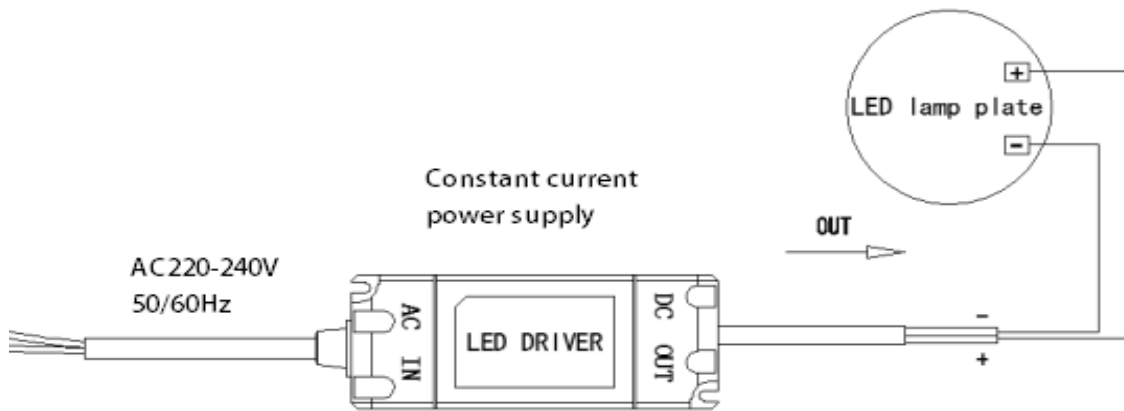 +
LED lamp plate
-
Constant current
power supply
OUT
AC220-240V
50/60Hz
AC IN
LED DRIVER
DC OUT
-
+